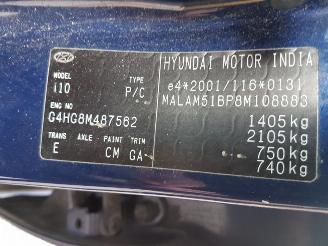 HYUNDAI MOTOR INDIA
MODEL TYPE
i10 P/C
e4*2001/116*0131
MALAM51BP8M108883
ENG NO
G4HG8M487562
1405kg
2105kg
TRANS AXLE PAINT TRIM
E CM GA
750kg
740kg